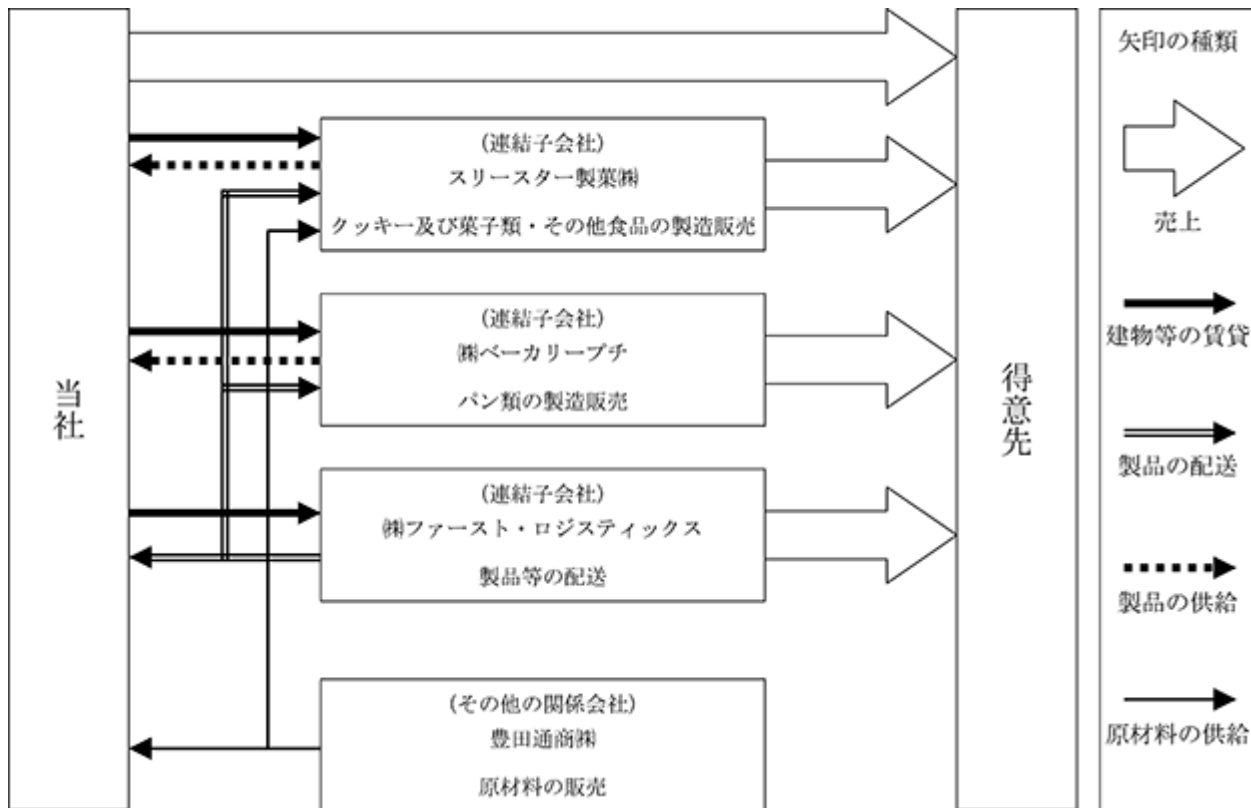 当社
(連結子会社)
スリースター製菓㈱
クッキー及び菓子類・その他食品の製造販売
(連結子会社)
㈱ベーカリープチ
パン類の製造販売
(連結子会社)
㈱ファースト・ロジスティックス
製品等の配送
(その他の関係会社)
豊田通商㈱
原材料の販売
得意先
矢印の種類
売上
建物等の賃貸
製品の配送
製品の供給
原材料の供給